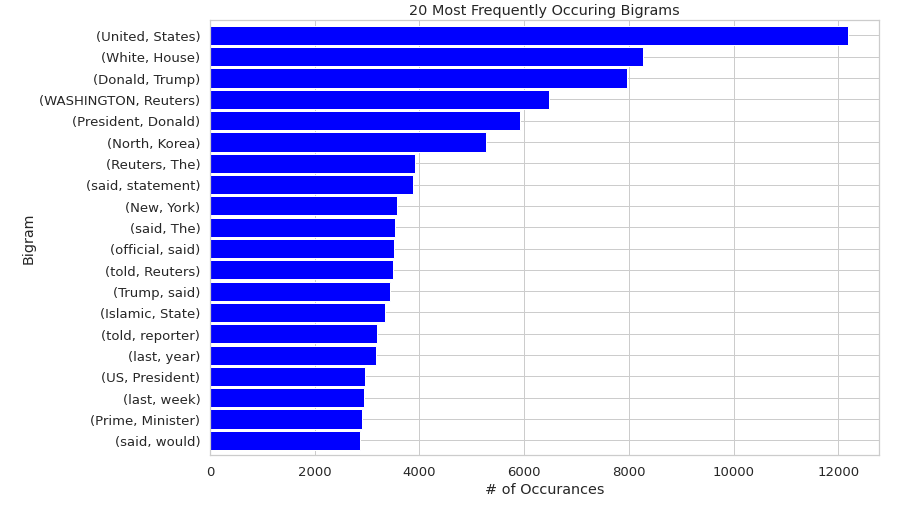 20 Most Frequently Occuring Bigrams
Bigram
(United, States)
(White, House)
(Donald, Trump)
(WASHINGTON, Reuters)
(President, Donald)
(North, Korea)
(Reuters, The)
(said, statement)
(New, York)
(said, The)
(official, said)
(told, Reuters)
(Trump, said)
(Islamic, State)
(told, reporter)
(last, year)
(US, President)
(last, week)
(Prime, Minister)
(said, would)
0 2000 4000 6000 8000 10000 12000
# of Occurances